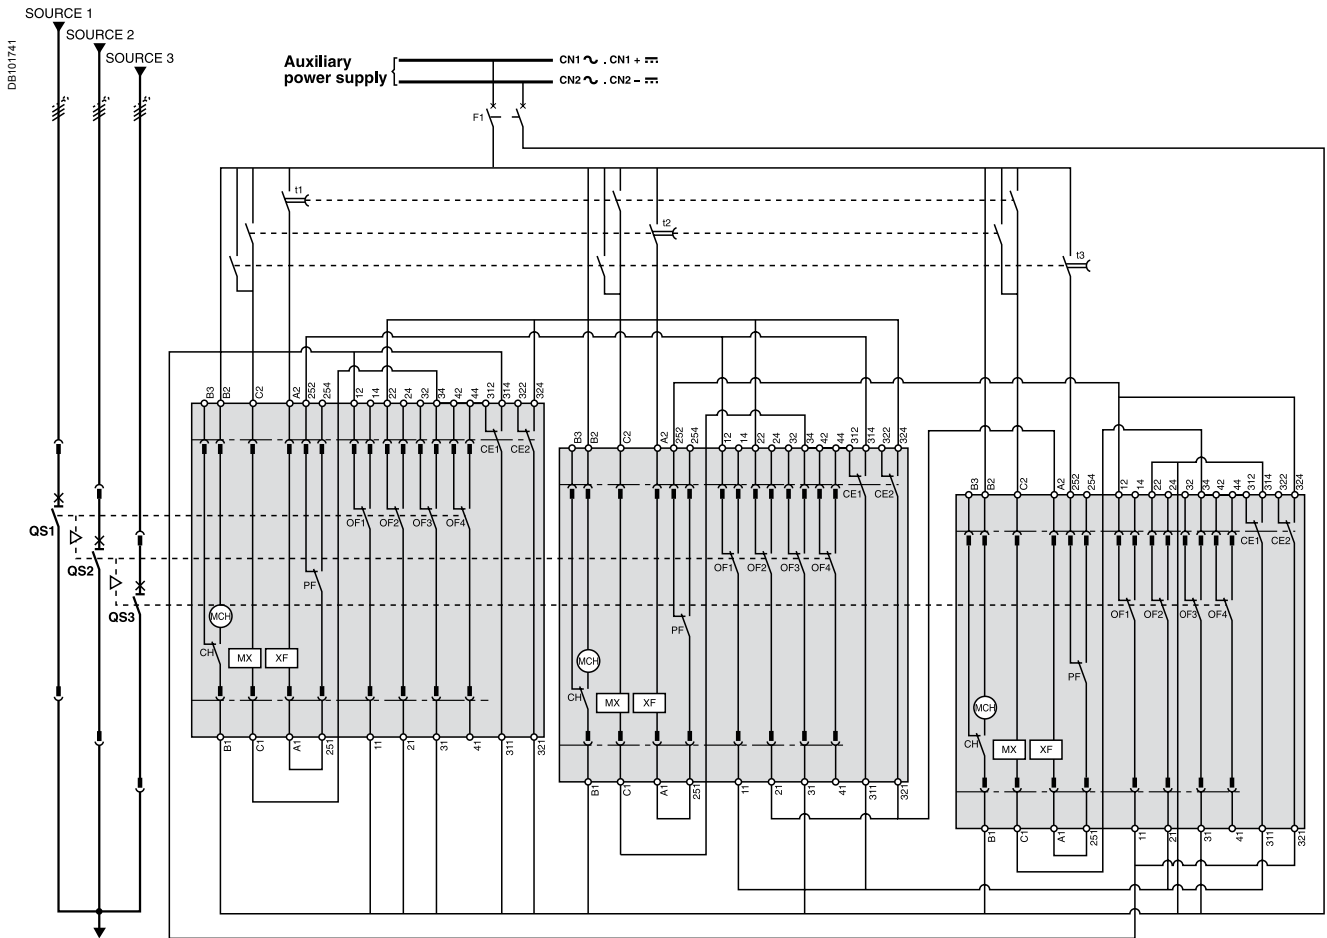 SOURCE 1
SOURCE 2
SOURCE 3
DB101741
Auxiliary
power supply
CN1 ~ . CN1 +
CN2 ~ . CN2 –
F1
t1
t2
t3
B3 B2 C2 A2 252 254 12 14 22 24 32 34 42 44 312 314 322 324
CE1 CE2
OF1 OF2 OF3 OF4
PF
MCH
CH MX XF
B1 C1 A1 251 11 21 31 41 311 321
B3 B2 C2 A2 252 254 12 14 22 24 32 34 42 44 312 314 322 324
CE1 CE2
OF1 OF2 OF3 OF4
PF
MCH
CH MX XF
B1 C1 A1 251 11 21 31 41 311 321
B3 B2 C2 A2 252 254 12 14 22 24 32 34 42 44 312 314 322 324
CE1 CE2
OF1 OF2 OF3 OF4
PF
MCH
CH MX XF
B1 C1 A1 251 11 21 31 41 311 321
QS1
QS2
QS3